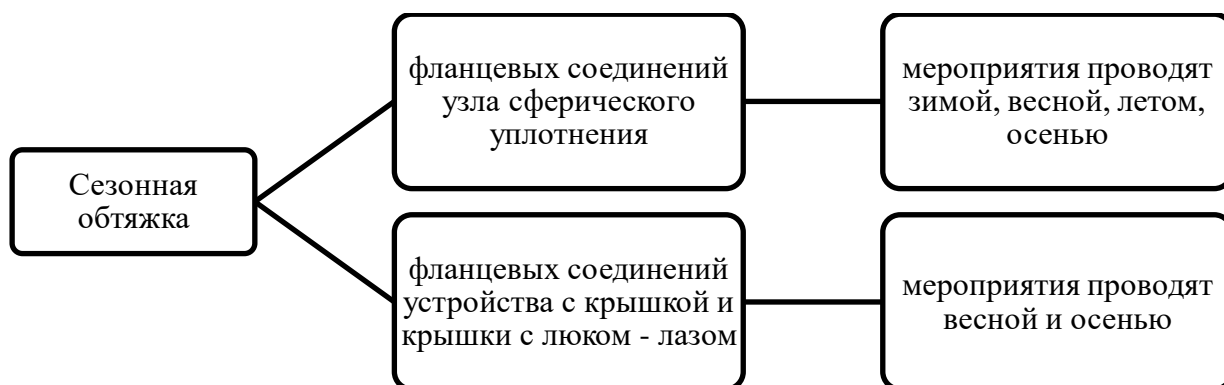 Сезонная
обтяжка
фланцевых соединений
узла сферического
уплотнения
мероприятия проводят
зимой, весной, летом,
осенью
фланцевых соединений
устройства с крышкой и
крышки с люком - лазом
мероприятия проводят
весной и осенью